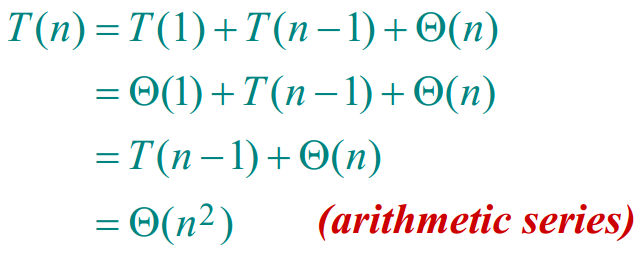 T(n) = T(1) + T(n − 1) + Θ(n)
= Θ(1) + T(n − 1) + Θ(n)
= T(n − 1) + Θ(n)
= Θ(n²) (arithmetic series)